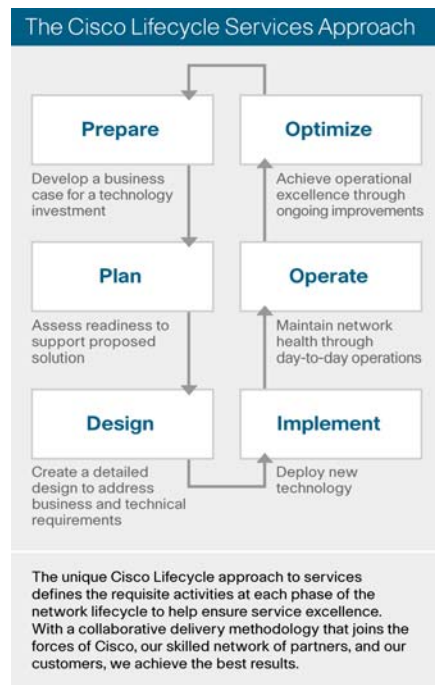 The Cisco Lifecycle Services Approach
Prepare
Develop a business
case for a technology
investment
Plan
Assess readiness to
support proposed
solution
Design
Create a detailed
design to address
business and technical
requirements
Optimize
Achieve operational
excellence through
ongoing improvements
Operate
Maintain network
health through
day-to-day operations
Implement
Deploy new
technology
The unique Cisco Lifecycle approach to services
defines the requisite activities at each phase of the
network lifecycle to help ensure service excellence.
With a collaborative delivery methodology that joins the
forces of Cisco, our skilled network of partners, and our
customers, we achieve the best results.